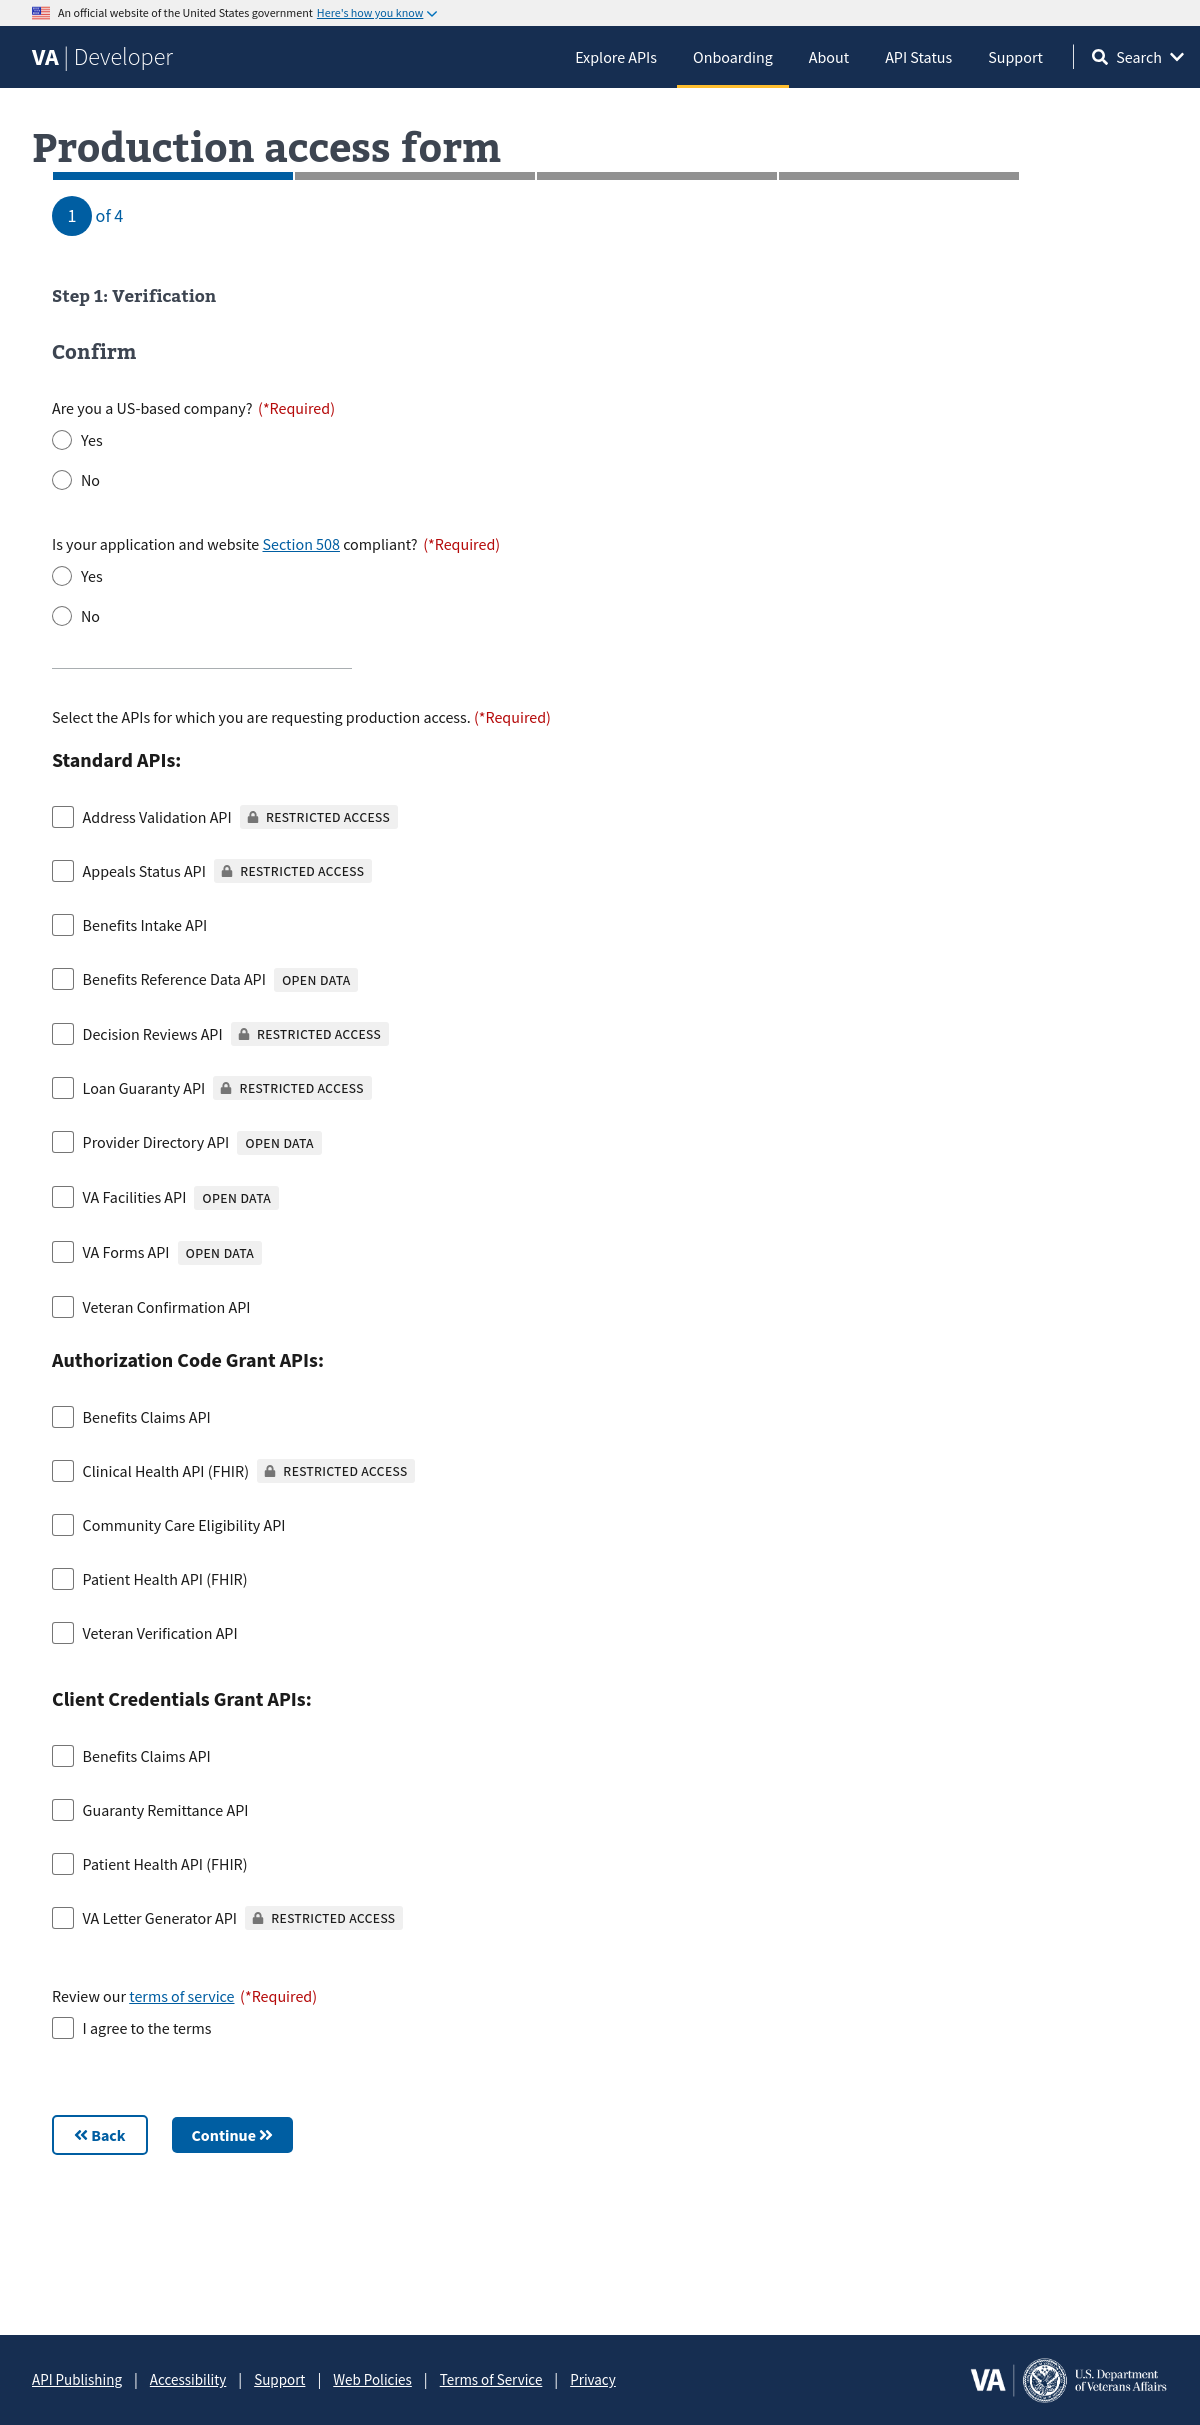 An official website of the United States government Here's how you know
VA | Developer
Explore APIs Onboarding About API Status Support Search
Production access form
1 of 4
Step 1: Verification
Confirm
Are you a US-based company? (*Required)
Yes
No
Is your application and website Section 508 compliant? (*Required)
Yes
No
Select the APIs for which you are requesting production access. (*Required)
Standard APIs:
Address Validation API RESTRICTED ACCESS
Appeals Status API RESTRICTED ACCESS
Benefits Intake API
Benefits Reference Data API OPEN DATA
Decision Reviews API RESTRICTED ACCESS
Loan Guaranty API RESTRICTED ACCESS
Provider Directory API OPEN DATA
VA Facilities API OPEN DATA
VA Forms API OPEN DATA
Veteran Confirmation API
Authorization Code Grant APIs:
Benefits Claims API
Clinical Health API (FHIR) RESTRICTED ACCESS
Community Care Eligibility API
Patient Health API (FHIR)
Veteran Verification API
Client Credentials Grant APIs:
Benefits Claims API
Guaranty Remittance API
Patient Health API (FHIR)
VA Letter Generator API RESTRICTED ACCESS
Review our terms of service (*Required)
I agree to the terms
Back Continue
API Publishing | Accessibility | Support | Web Policies | Terms of Service | Privacy
VA | U.S. Department
of Veterans Affairs